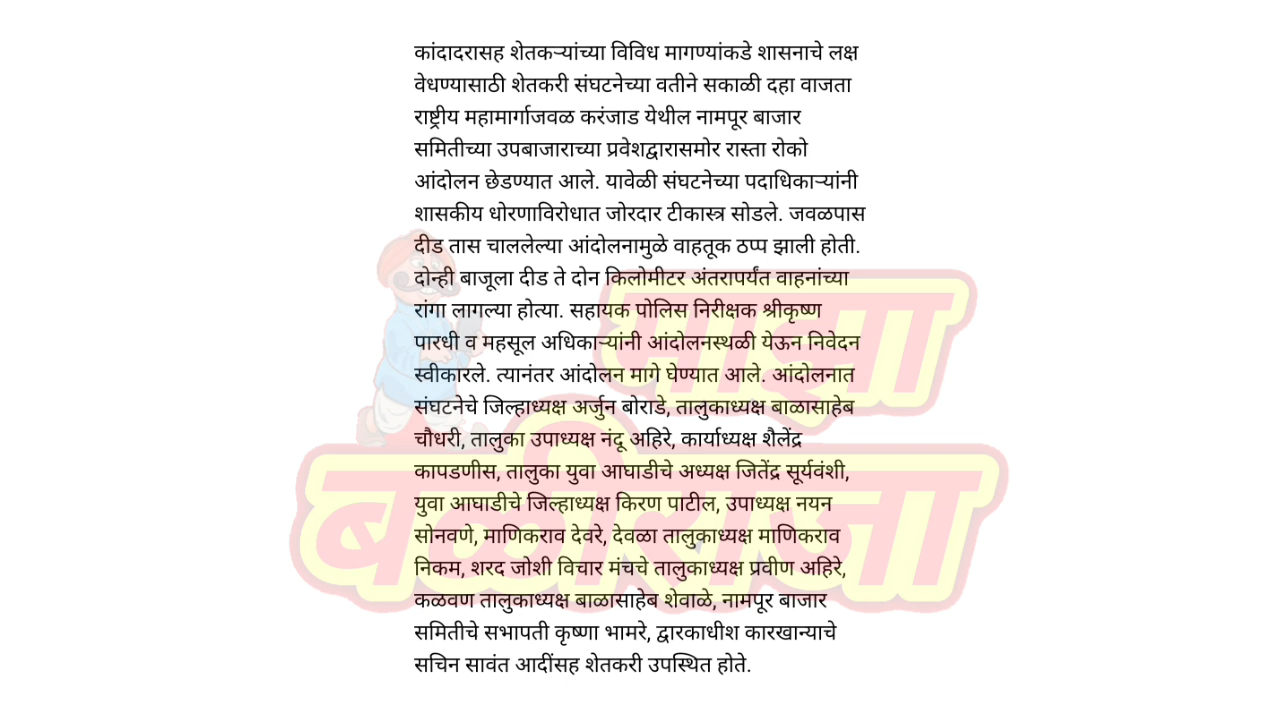 कांदादरासह शेतकऱ्यांच्या विविध मागण्यांकडे शासनाचे लक्ष
वेधण्यासाठी शेतकरी संघटनेच्या वतीने सकाळी दहा वाजता
राष्ट्रीय महामार्गाजवळ करंजाड येथील नामपूर बाजार
समितीच्या उपबाजाराच्या प्रवेशद्वारासमोर रास्ता रोको
आंदोलन छेडण्यात आले. यावेळी संघटनेच्या पदाधिकाऱ्यांनी
शासकीय धोरणाविरोधात जोरदार टीकास्त्र सोडले. जवळपास
दीड तास चाललेल्या आंदोलनामुळे वाहतूक ठप्प झाली होती.
दोन्ही बाजूला दीड ते दोन किलोमीटर अंतरापर्यंत वाहनांच्या
रांगा लागल्या होत्या. सहायक पोलिस निरीक्षक श्रीकृष्ण
पारधी व महसूल अधिकाऱ्यांनी आंदोलनस्थळी येऊन निवेदन
स्वीकारले. त्यानंतर आंदोलन मागे घेण्यात आले. आंदोलनात
संघटनेचे जिल्हाध्यक्ष अर्जुन बोराडे, तालुकाध्यक्ष बाळासाहेब
चौधरी, तालुका उपाध्यक्ष नंदू अहिरे, कार्याध्यक्ष शैलेंद्र
कापडणीस, तालुका युवा आघाडीचे अध्यक्ष जितेंद्र सूर्यवंशी,
युवा आघाडीचे जिल्हाध्यक्ष किरण पाटील, उपाध्यक्ष नयन
सोनवणे, माणिकराव देवरे, देवळा तालुकाध्यक्ष माणिकराव
निकम, शरद जोशी विचार मंचचे तालुकाध्यक्ष प्रवीण अहिरे,
कळवण तालुकाध्यक्ष बाळासाहेब शेवाळे, नामपूर बाजार
समितीचे सभापती कृष्णा भामरे, द्वारकाधीश कारखान्याचे
सचिन सावंत आदींसह शेतकरी उपस्थित होते.
माझा
बळीराजा